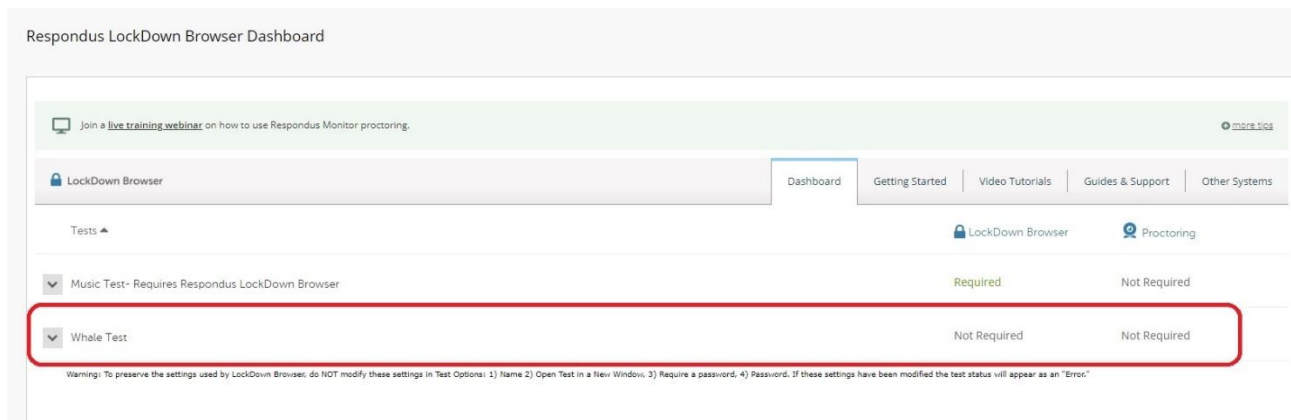 Respondus LockDown Browser Dashboard
Join a live training webinar on how to use Respondus Monitor proctoring.
more tips
LockDown Browser
Dashboard
Getting Started
Video Tutorials
Guides & Support
Other Systems
Tests
LockDown Browser
Proctoring
Music Test- Requires Respondus LockDown Browser
Required
Not Required
Whale Test
Not Required
Not Required
Warning: To preserve the settings used by LockDown Browser, do NOT modify these settings in Test Options: 1) Name 2) Open Test in a New Window, 3) Require a password, 4) Password. If these settings have been modified the test status will appear as an "Error."